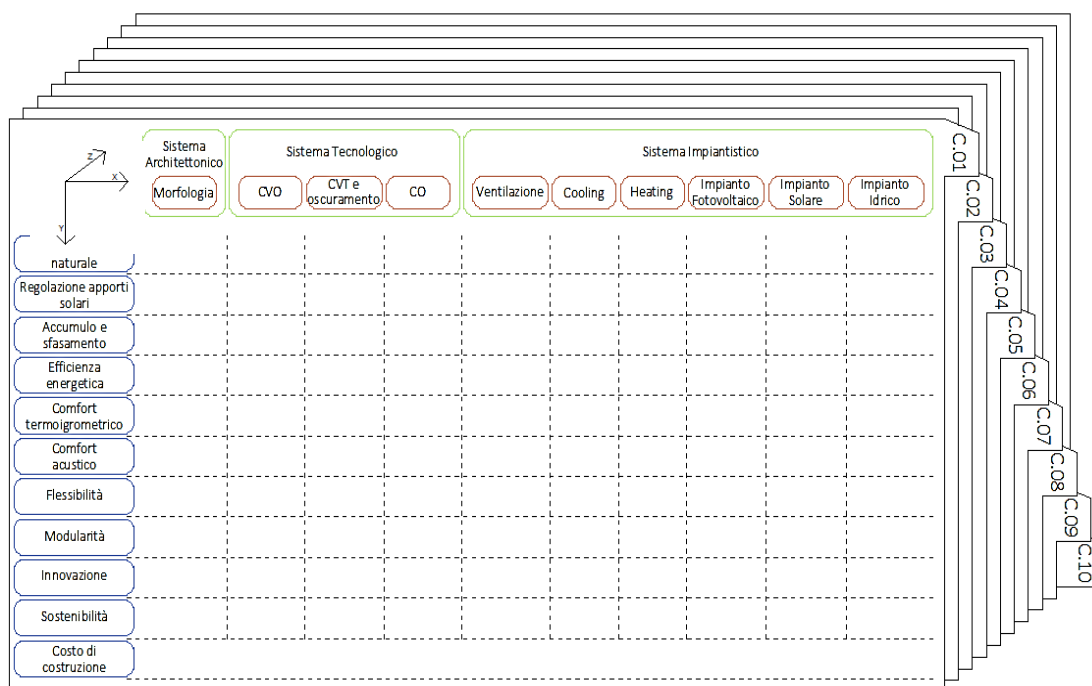 Sistema
Architettonico
Sistema Tecnologico
Sistema Impiantistico
Morfologia
CVO
CVT e
oscuramento
CO
Ventilazione
Cooling
Heating
Impianto
Fotovoltaico
Impianto
Solare
Impianto
Idrico
Z
X
Y
naturale
Regolazione apporti
solari
Accumulo e
sfasamento
Efficienza
energetica
Comfort
termoigrometrico
Comfort
acustico
Flessibilità
Modularità
Innovazione
Sostenibilità
Costo di
costruzione
C.01
C.02
C.03
C.04
C.05
C.06
C.07
C.08
C.09
C.10